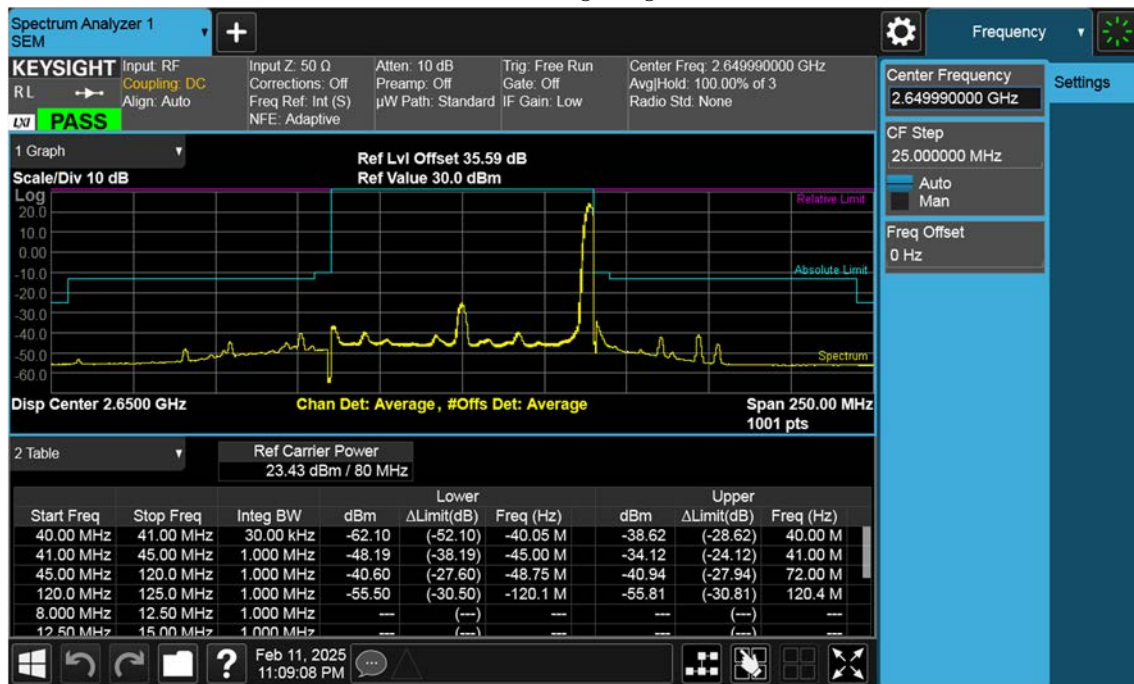 Spectrum Analyzer 1
SEM
+
Frequency
KEYSIGHT
RL
LXI
PASS
Input: RF
Coupling: DC
Align: Auto
Input Z: 50 Ω
Corrections: Off
Freq Ref: Int (S)
NFE: Adaptive
Atten: 10 dB
Preamp: Off
µW Path: Standard
Trig: Free Run
Gate: Off
IF Gain: Low
Center Freq: 2.649990000 GHz
Avg|Hold: 100.00% of 3
Radio Std: None
Center Frequency
2.649990000 GHz
Settings
CF Step
25.000000 MHz
Auto
Man
Freq Offset
0 Hz
1 Graph
Scale/Div 10 dB
Ref Lvl Offset 35.59 dB
Ref Value 30.0 dBm
Log
20.0
10.0
0.00
-10.0
-20.0
-30.0
-40.0
-50.0
-60.0
Relative Limit
Absolute Limit
Spectrum
Disp Center 2.6500 GHz
Chan Det: Average, #Offs Det: Average
Span 250.00 MHz
1001 pts
2 Table
Ref Carrier Power
23.43 dBm / 80 MHz
Lower Upper
Start Freq Stop Freq Integ BW dBm ΔLimit(dB) Freq (Hz) dBm ΔLimit(dB) Freq (Hz)
40.00 MHz 41.00 MHz 30.00 kHz -62.10 (-52.10) -40.05 M -38.62 (-28.62) 40.00 M
41.00 MHz 45.00 MHz 1.000 MHz -48.19 (-38.19) -45.00 M -34.12 (-24.12) 41.00 M
45.00 MHz 120.0 MHz 1.000 MHz -40.60 (-27.60) -48.75 M -40.94 (-27.94) 72.00 M
120.0 MHz 125.0 MHz 1.000 MHz -55.50 (-30.50) -120.1 M -55.81 (-30.81) 120.4 M
8.000 MHz 12.50 MHz 1.000 MHz --- (---) --- --- (---) ---
12.50 MHz 15.00 MHz 1.000 MHz --- (---) --- --- (---) ---
?
Feb 11, 2025
11:09:08 PM